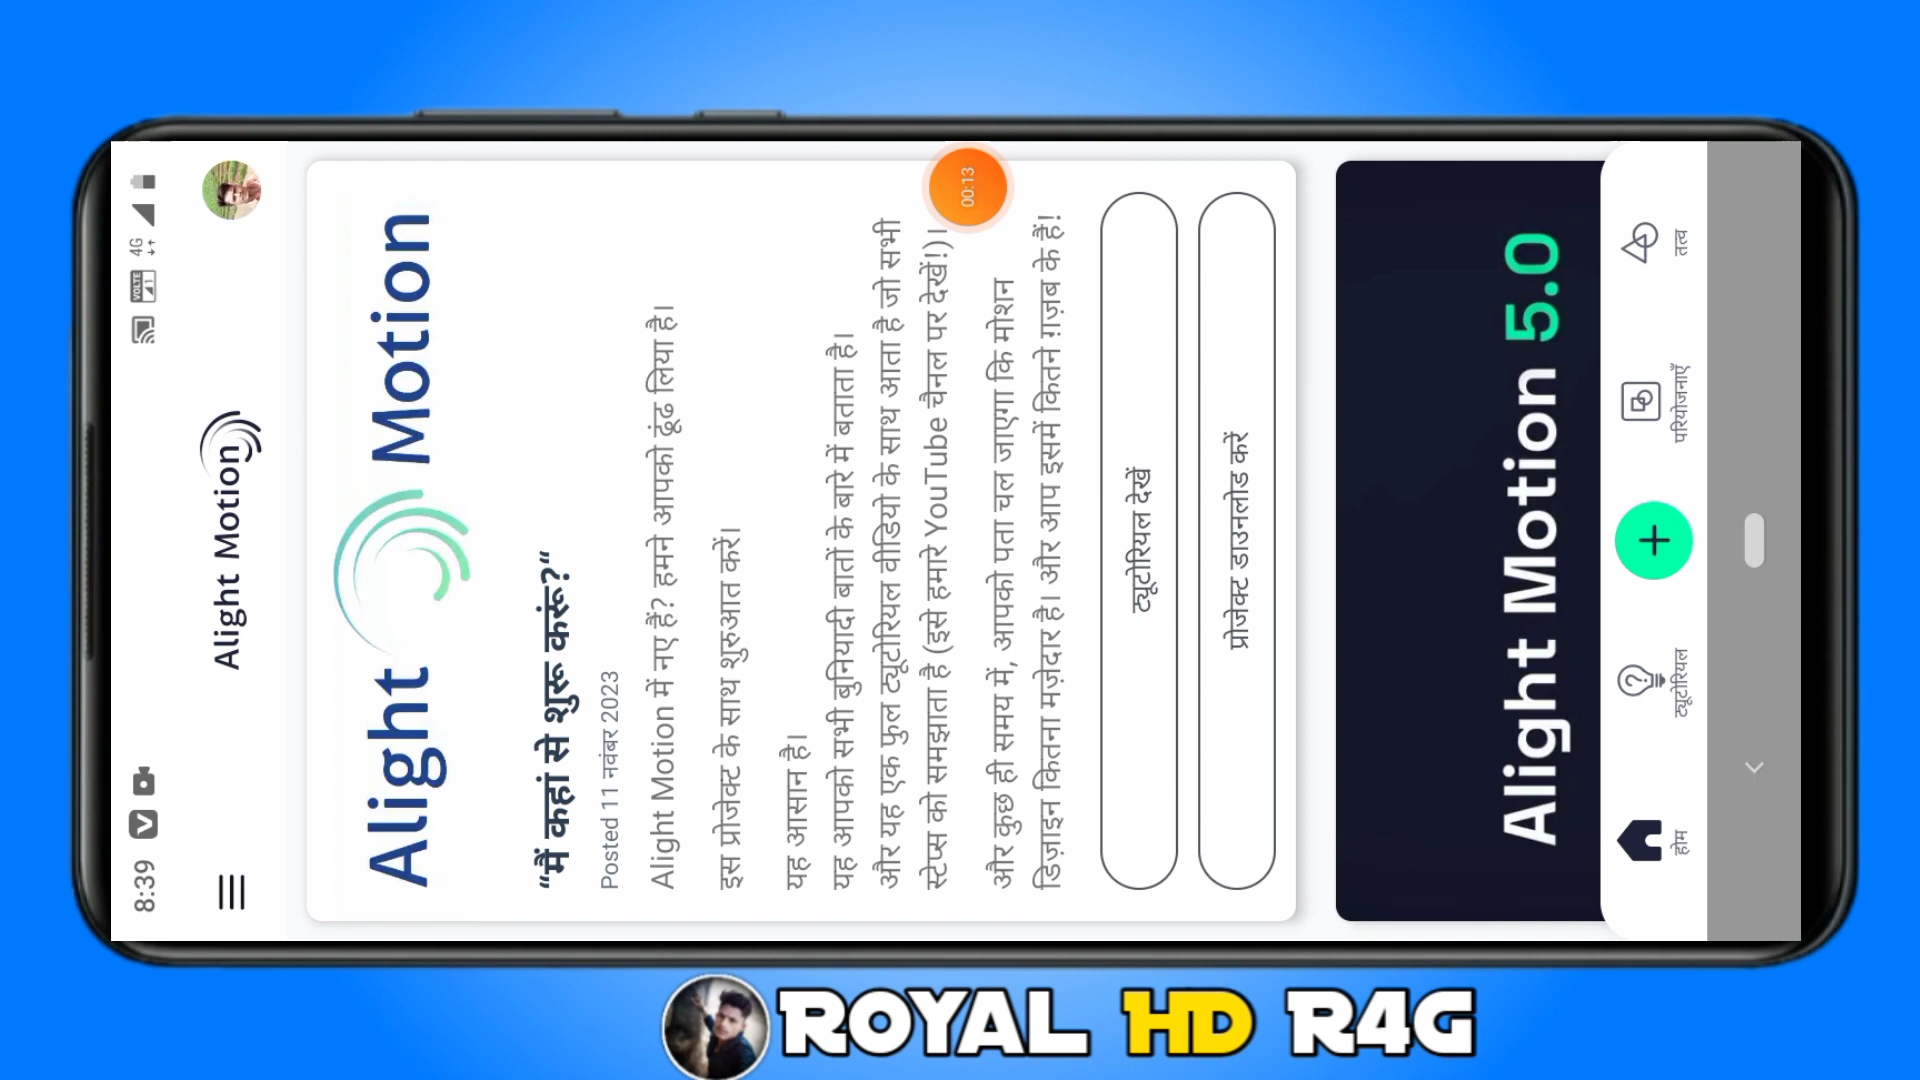 8:39
VOLTE 1
4G
Alight Motion
Alight Motion
“मैं कहां से शुरू करूं?“
Posted 11 नवंबर 2023
Alight Motion में नए हैं? हमने आपको ढूंढ लिया है।
इस प्रोजेक्ट के साथ शुरुआत करें।
यह आसान है।
यह आपको सभी बुनियादी बातों के बारे में बताता है।
और यह एक फुल ट्यूटोरियल वीडियो के साथ आता है जो सभी
स्टेप्स को समझाता है (इसे हमारे YouTube चैनल पर देखें!)।
और कुछ ही समय में, आपको पता चल जाएगा कि मोशन
डिज़ाइन कितना मज़ेदार है। और आप इसमें कितने ग़ज़ब के हैं!
00:13
ट्यूटोरियल देखें
प्रोजेक्ट डाउनलोड करें
Alight Motion 5.0
होम
ट्यूटोरियल
परियोजनाएँ
तत्व
ROYAL HD R4G